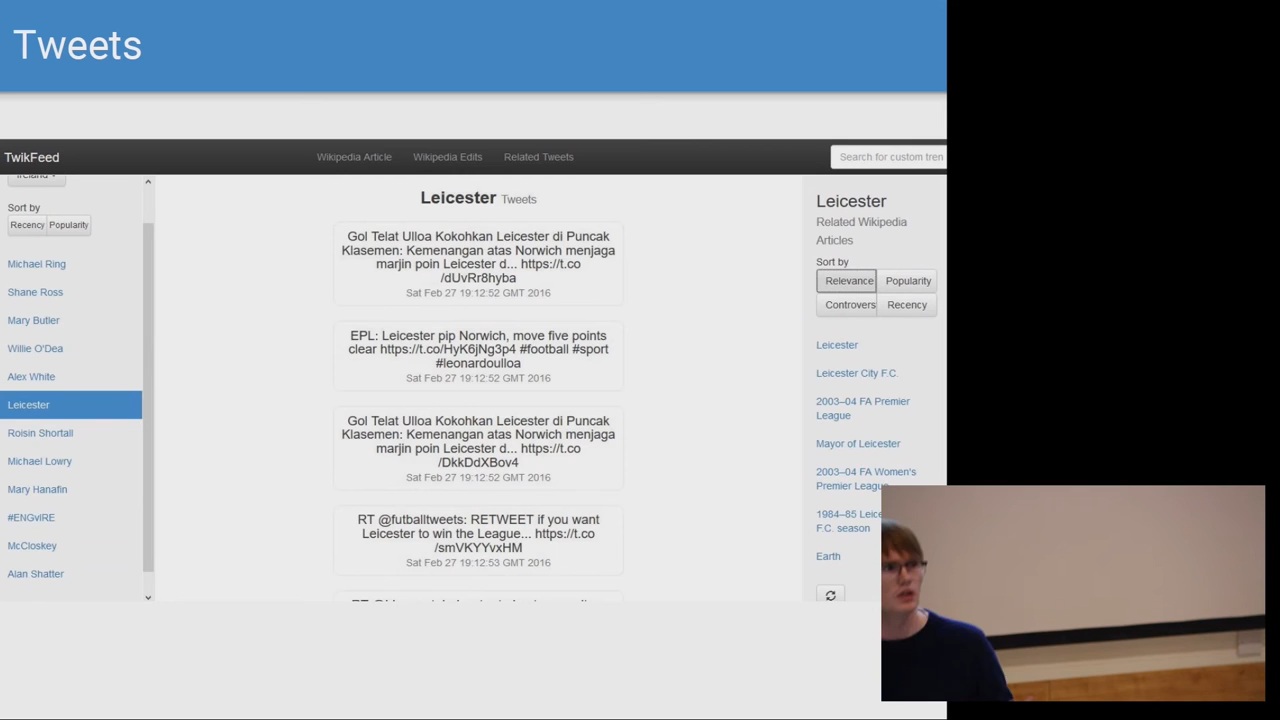 Tweets
TwikFeed
Wikipedia Article
Wikipedia Edits
Related Tweets
Search for custom tren
Ireland
Sort by
Recency
Popularity
Michael Ring
Shane Ross
Mary Butler
Willie O'Dea
Alex White
Leicester
Roisin Shortall
Michael Lowry
Mary Hanafin
#ENGvIRE
McCloskey
Alan Shatter
Leicester Tweets
Gol Telat Ulloa Kokohkan Leicester di Puncak
Klasemen: Kemenangan atas Norwich menjaga
marjin poin Leicester d... https://t.co
/dUvRr8hyba
Sat Feb 27 19:12:52 GMT 2016
EPL: Leicester pip Norwich, move five points
clear https://t.co/HyK6jNg3p4 #football #sport
#leonardoulloa
Sat Feb 27 19:12:52 GMT 2016
Gol Telat Ulloa Kokohkan Leicester di Puncak
Klasemen: Kemenangan atas Norwich menjaga
marjin poin Leicester d... https://t.co
/DkkDdXBov4
Sat Feb 27 19:12:52 GMT 2016
RT @futballtweets: RETWEET if you want
Leicester to win the League... https://t.co
/smVKYYvxHM
Sat Feb 27 19:12:53 GMT 2016
Leicester
Related Wikipedia
Articles
Sort by
Relevance
Popularity
Controvers
Recency
Leicester
Leicester City F.C.
2003–04 FA Premier
League
Mayor of Leicester
2003–04 FA Women's
Premier League
1984–85 Leice
F.C. season
Earth